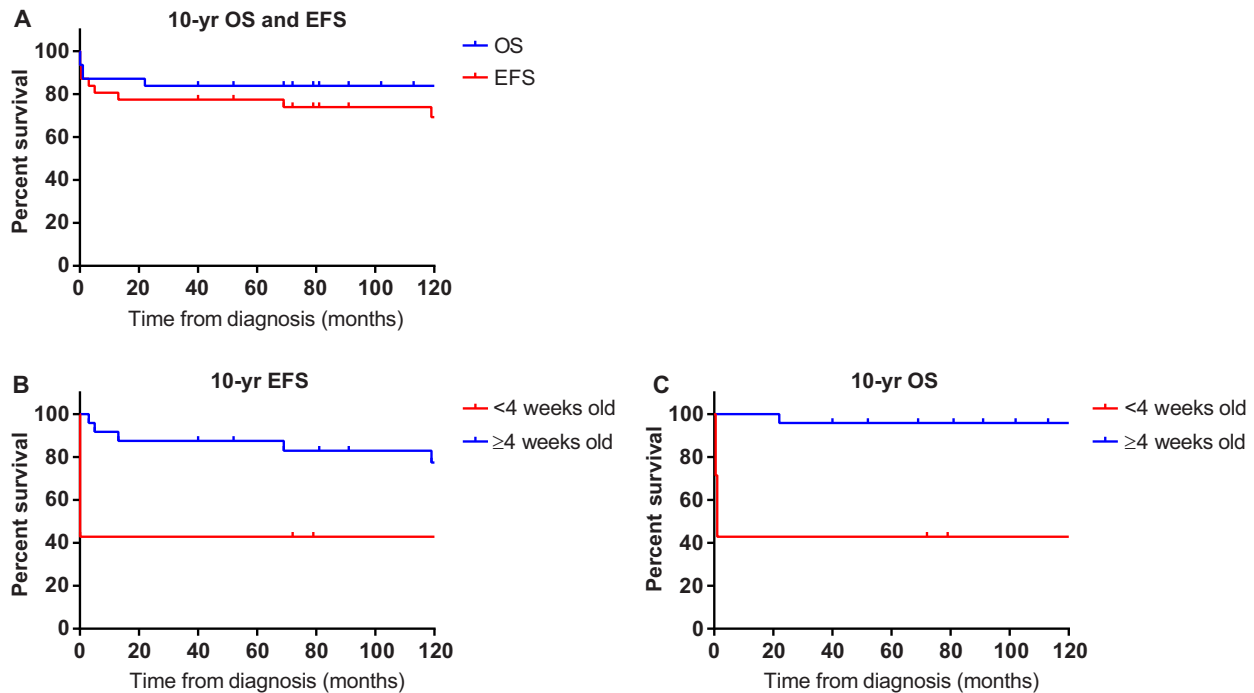 A
10-yr OS and EFS
Percent survival
100
80
60
40
20
0
0 20 40 60 80 100 120
Time from diagnosis (months)
OS
EFS
B
10-yr EFS
Percent survival
100
80
60
40
20
0
0 20 40 60 80 100 120
Time from diagnosis (months)
<4 weeks old
≥4 weeks old
C
10-yr OS
Percent survival
100
80
60
40
20
0
0 20 40 60 80 100 120
Time from diagnosis (months)
<4 weeks old
≥4 weeks old